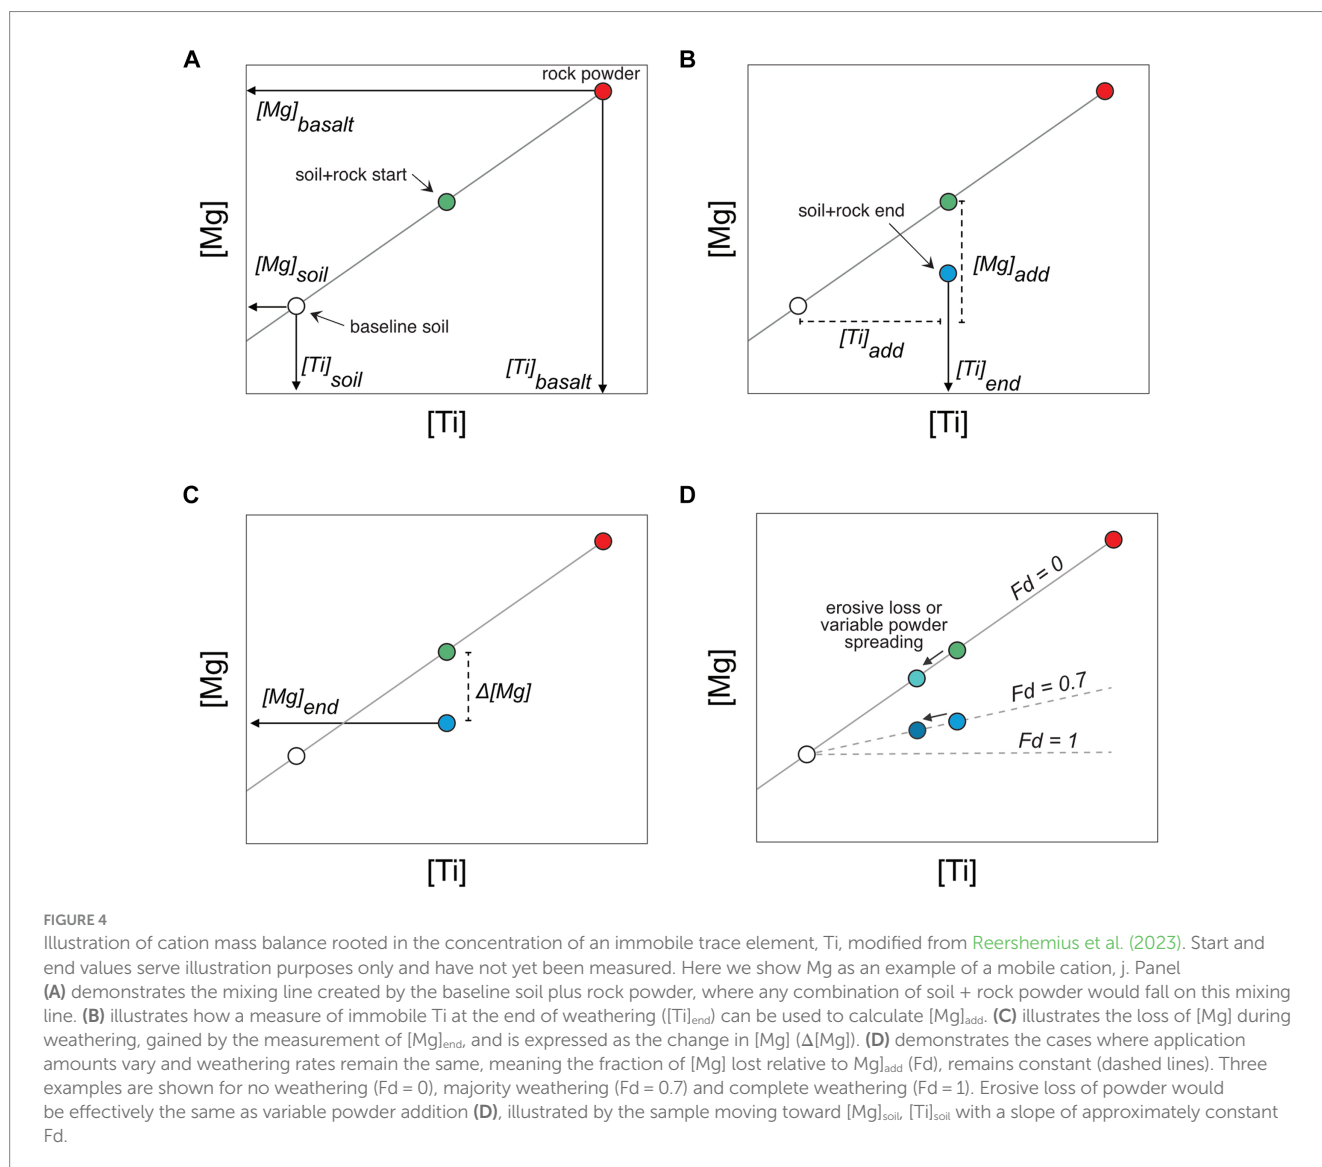 A
rock powder
[Mg]basalt
soil+rock start
[Mg]
[Mg]soil
baseline soil
[Ti]soil
[Ti]basalt
[Ti]
B
soil+rock end
[Mg]
[Mg]add
[Ti]add
[Ti]end
[Ti]
C
[Mg]
[Mg]end
Δ[Mg]
[Ti]
D
Fd = 0
erosive loss or
variable powder
spreading
[Mg]
Fd = 0.7
Fd = 1
[Ti]
FIGURE 4
Illustration of cation mass balance rooted in the concentration of an immobile trace element, Ti, modified from Reershemius et al. (2023). Start and
end values serve illustration purposes only and have not yet been measured. Here we show Mg as an example of a mobile cation, j. Panel
(A) demonstrates the mixing line created by the baseline soil plus rock powder, where any combination of soil + rock powder would fall on this mixing
line. (B) illustrates how a measure of immobile Ti at the end of weathering ([Ti]end) can be used to calculate [Mg]add. (C) illustrates the loss of [Mg] during
weathering, gained by the measurement of [Mg]end, and is expressed as the change in [Mg] (Δ[Mg]). (D) demonstrates the cases where application
amounts vary and weathering rates remain the same, meaning the fraction of [Mg] lost relative to Mg]add (Fd), remains constant (dashed lines). Three
examples are shown for no weathering (Fd = 0), majority weathering (Fd = 0.7) and complete weathering (Fd = 1). Erosive loss of powder would
be effectively the same as variable powder addition (D), illustrated by the sample moving toward [Mg]soil, [Ti]soil with a slope of approximately constant
Fd.